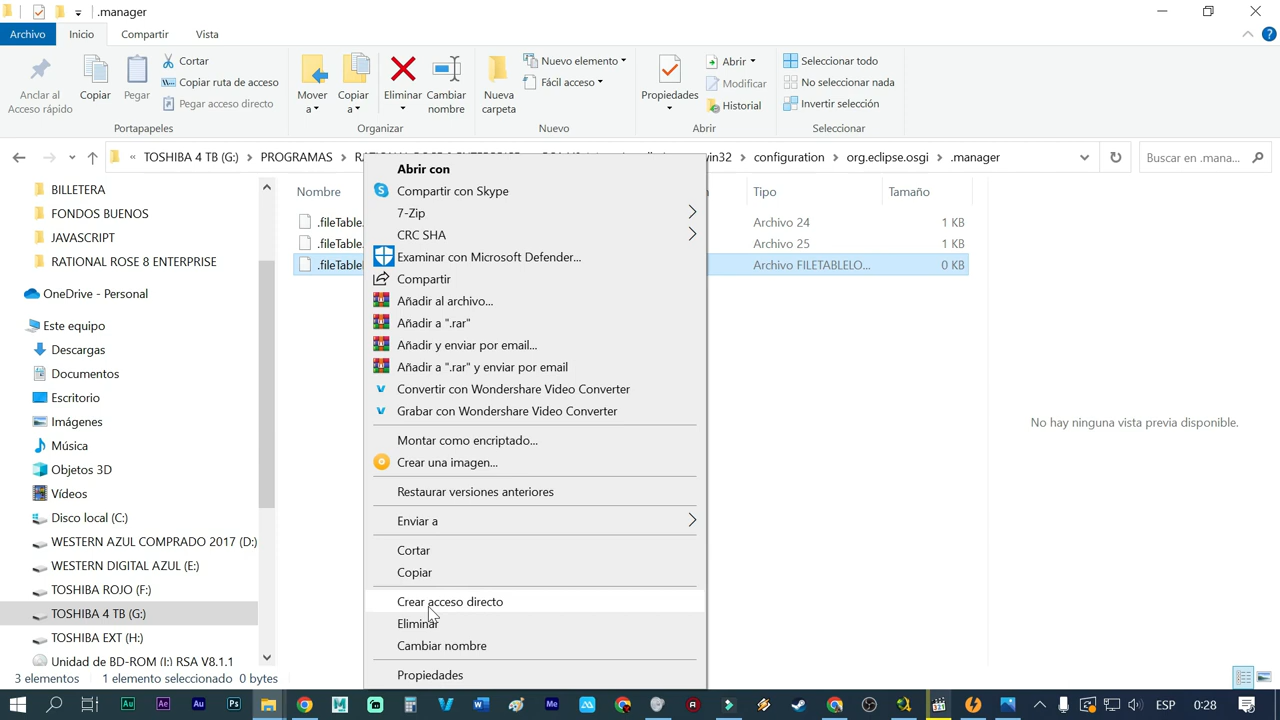 .manager
Archivo Inicio Compartir Vista
Anclar al
Acceso rápido
Copiar
Pegar
Cortar
Copiar ruta de acceso
Pegar acceso directo
Portapapeles
Mover
a
Copiar
a
Eliminar
Cambiar
nombre
Organizar
Nueva
carpeta
Nuevo elemento
Fácil acceso
Nuevo
Propiedades
Abrir
Modificar
Historial
Abrir
Seleccionar todo
No seleccionar nada
Invertir selección
Seleccionar
« TOSHIBA 4 TB (G:) > PROGRAMAS > configuration > org.eclipse.osgi > .manager
Buscar en .mana...
BILLETERA
FONDOS BUENOS
JAVASCRIPT
RATIONAL ROSE 8 ENTERPRISE
OneDrive - Personal
Este equipo
Descargas
Documentos
Escritorio
Imágenes
Música
Objetos 3D
Vídeos
Disco local (C:)
WESTERN AZUL COMPRADO 2017 (D:)
WESTERN DIGITAL AZUL (E:)
TOSHIBA ROJO (F:)
TOSHIBA 4 TB (G:)
TOSHIBA EXT (H:)
Unidad de BD-ROM (I:) RSA V8.1.1
Nombre Tipo Tamaño
.fileTable. Archivo 24 1 KB
.fileTable. Archivo 25 1 KB
.fileTable Archivo FILETABLELO... 0 KB
Abrir con
Compartir con Skype
7-Zip
CRC SHA
Examinar con Microsoft Defender...
Compartir
Añadir al archivo...
Añadir a ".rar"
Añadir y enviar por email...
Añadir a ".rar" y enviar por email
Convertir con Wondershare Video Converter
Grabar con Wondershare Video Converter
Montar como encriptado...
Crear una imagen...
Restaurar versiones anteriores
Enviar a
Cortar
Copiar
Crear acceso directo
Eliminar
Cambiar nombre
Propiedades
No hay ninguna vista previa disponible.
3 elementos 1 elemento seleccionado 0 bytes
Au Ae Au Ps M W Me ESP 0:28